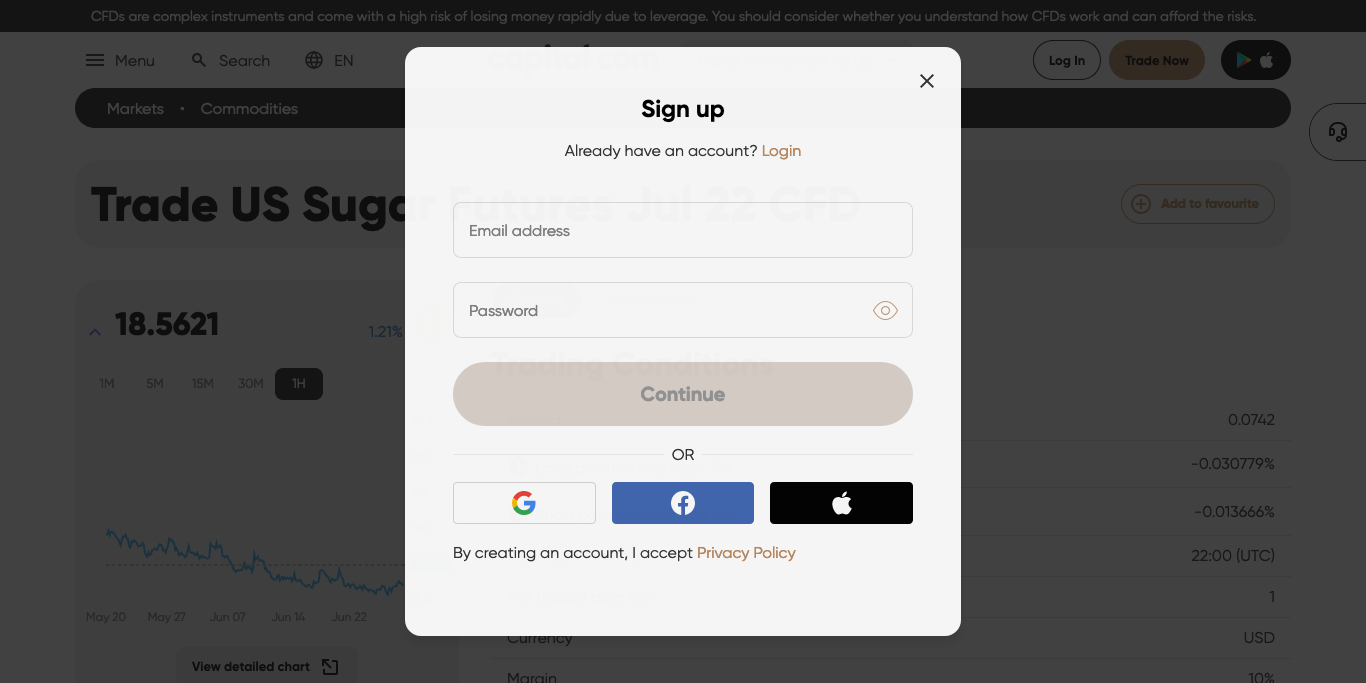 CFDs are complex instruments and come with a high risk of losing money rapidly due to leverage. You should consider whether you understand how CFDs work and can afford the risks.
Menu Search EN capital.com Log In Trade Now
Markets • Commodities
Sign up
Already have an account? Login
Trade US Sugar Futures Jul 22 CFD
Add to favourite
Email address
Password
18.5621 1.21%
Trading Conditions
1M 5M 15M 30M 1H
Continue
0.0742
OR
-0.030779%
-0.013666%
By creating an account, I accept Privacy Policy
22:00 (UTC)
1
May 20 May 27 Jun 07 Jun 14 Jun 22
Currency USD
View detailed chart
Margin 10%